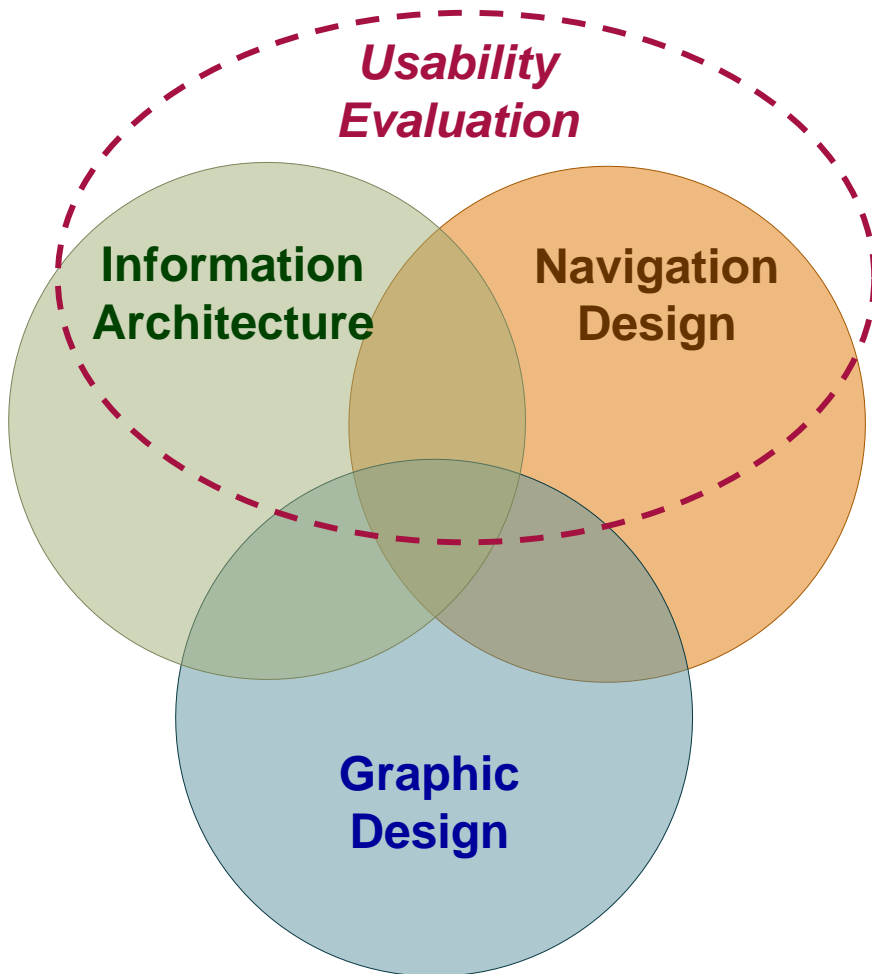 Usability
Evaluation
Information
Architecture
Navigation
Design
Graphic
Design